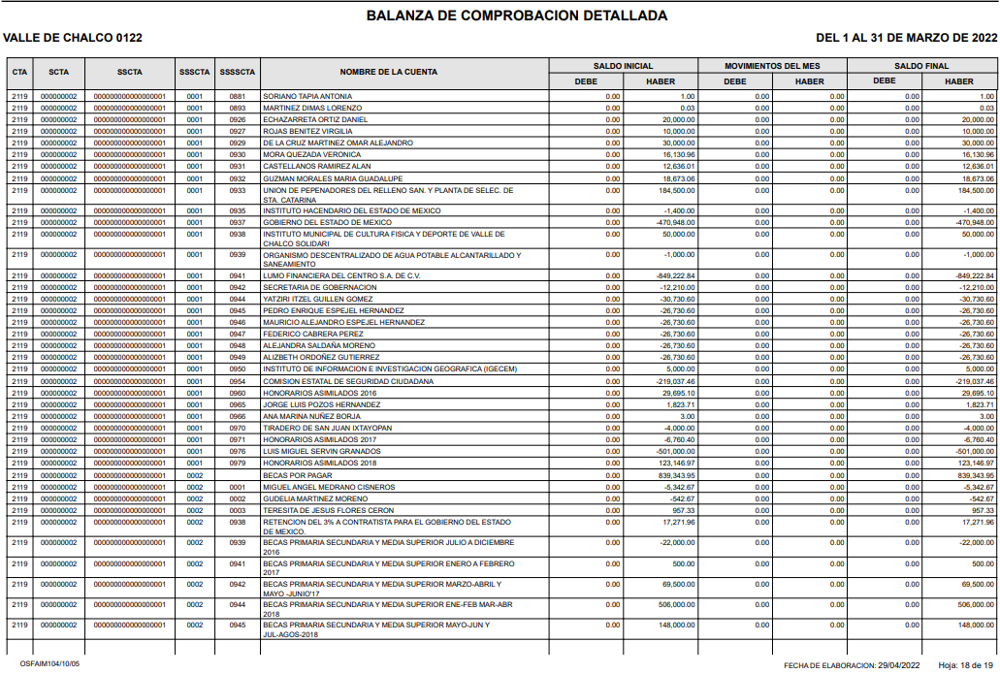 BALANZA DE COMPROBACION DETALLADA
VALLE DE CHALCO 0122 DEL 1 AL 31 DE MARZO DE 2022
CTA SCTA SSCTA SSSCTA SSSSCTA NOMBRE DE LA CUENTA SALDO INICIAL MOVIMIENTOS DEL MES SALDO FINAL
DEBE HABER DEBE HABER DEBE HABER
2119 000000002 000000000000000001 0001 0881 SORIANO TAPIA ANTONIA 0.00 1.00 0.00 0.00 0.00 1.00
2119 000000002 000000000000000001 0001 0893 MARTINEZ DIMAS LORENZO 0.00 0.03 0.00 0.00 0.00 0.03
2119 000000002 000000000000000001 0001 0926 ECHAZARRETA ORTIZ DANIEL 0.00 20,000.00 0.00 0.00 0.00 20,000.00
2119 000000002 000000000000000001 0001 0927 ROJAS BENITEZ VIRGILIA 0.00 10,000.00 0.00 0.00 0.00 10,000.00
2119 000000002 000000000000000001 0001 0929 DE LA CRUZ MARTINEZ OMAR ALEJANDRO 0.00 30,000.00 0.00 0.00 0.00 30,000.00
2119 000000002 000000000000000001 0001 0930 MORA QUEZADA VERONICA 0.00 16,130.96 0.00 0.00 0.00 16,130.96
2119 000000002 000000000000000001 0001 0931 CASTELLANOS RAMIREZ ALAN 0.00 12,636.01 0.00 0.00 0.00 12,636.01
2119 000000002 000000000000000001 0001 0932 GUZMAN MORALES MARIA GUADALUPE 0.00 18,673.06 0.00 0.00 0.00 18,673.06
2119 000000002 000000000000000001 0001 0933 UNION DE PEPENADORES DEL RELLENO SAN. Y PLANTA DE SELEC. DE 0.00 184,500.00 0.00 0.00 0.00 184,500.00
STA. CATARINA
2119 000000002 000000000000000001 0001 0935 INSTITUTO HACENDARIO DEL ESTADO DE MEXICO 0.00 -1,400.00 0.00 0.00 0.00 -1,400.00
2119 000000002 000000000000000001 0001 0937 GOBIERNO DEL ESTADO DE MEXICO 0.00 -470,948.00 0.00 0.00 0.00 -470,948.00
2119 000000002 000000000000000001 0001 0938 INSTITUTO MUNICIPAL DE CULTURA FISICA Y DEPORTE DE VALLE DE 0.00 50,000.00 0.00 0.00 0.00 50,000.00
CHALCO SOLIDARI
2119 000000002 000000000000000001 0001 0939 ORGANISMO DESCENTRALIZADO DE AGUA POTABLE ALCANTARILLADO Y 0.00 -1,000.00 0.00 0.00 0.00 -1,000.00
SANEAMIENTO
2119 000000002 000000000000000001 0001 0941 LUMO FINANCIERA DEL CENTRO S.A. DE C.V. 0.00 -849,222.84 0.00 0.00 0.00 -849,222.84
2119 000000002 000000000000000001 0001 0942 SECRETARIA DE GOBERNACION 0.00 -12,210.00 0.00 0.00 0.00 -12,210.00
2119 000000002 000000000000000001 0001 0944 YATZIRI ITZEL GUILLEN GOMEZ 0.00 -30,730.60 0.00 0.00 0.00 -30,730.60
2119 000000002 000000000000000001 0001 0945 PEDRO ENRIQUE ESPEJEL HERNANDEZ 0.00 -26,730.60 0.00 0.00 0.00 -26,730.60
2119 000000002 000000000000000001 0001 0946 MAURICIO ALEJANDRO ESPEJEL HERNANDEZ 0.00 -26,730.60 0.00 0.00 0.00 -26,730.60
2119 000000002 000000000000000001 0001 0947 FEDERICO CABRERA PEREZ 0.00 -26,730.60 0.00 0.00 0.00 -26,730.60
2119 000000002 000000000000000001 0001 0948 ALEJANDRA SALDAÑA MORENO 0.00 -26,730.60 0.00 0.00 0.00 -26,730.60
2119 000000002 000000000000000001 0001 0949 ALIZBETH ORDOÑEZ GUTIERREZ 0.00 -26,730.60 0.00 0.00 0.00 -26,730.60
2119 000000002 000000000000000001 0001 0950 INSTITUTO DE INFORMACION E INVESTIGACION GEOGRAFICA (IGECEM) 0.00 5,000.00 0.00 0.00 0.00 5,000.00
2119 000000002 000000000000000001 0001 0954 COMISION ESTATAL DE SEGURIDAD CIUDADANA 0.00 -219,037.46 0.00 0.00 0.00 -219,037.46
2119 000000002 000000000000000001 0001 0960 HONORARIOS ASIMILADOS 2016 0.00 29,695.10 0.00 0.00 0.00 29,695.10
2119 000000002 000000000000000001 0001 0965 JORGE LUIS POZOS HERNANDEZ 0.00 1,823.71 0.00 0.00 0.00 1,823.71
2119 000000002 000000000000000001 0001 0966 ANA MARINA NUÑEZ BORJA 0.00 3.00 0.00 0.00 0.00 3.00
2119 000000002 000000000000000001 0001 0970 TIRADERO DE SAN JUAN IXTAYOPAN 0.00 -4,000.00 0.00 0.00 0.00 -4,000.00
2119 000000002 000000000000000001 0001 0971 HONORARIOS ASIMILADOS 2017 0.00 -6,760.40 0.00 0.00 0.00 -6,760.40
2119 000000002 000000000000000001 0001 0976 LUIS MIGUEL SERVIN GRANADOS 0.00 -501,000.00 0.00 0.00 0.00 -501,000.00
2119 000000002 000000000000000001 0001 0979 HONORARIOS ASIMILADOS 2018 0.00 123,146.97 0.00 0.00 0.00 123,146.97
2119 000000002 000000000000000001 0002 BECAS POR PAGAR 0.00 839,343.95 0.00 0.00 0.00 839,343.95
2119 000000002 000000000000000001 0002 0001 MIGUEL ANGEL MEDRANO CISNEROS 0.00 -5,342.67 0.00 0.00 0.00 -5,342.67
2119 000000002 000000000000000001 0002 0002 GUDELIA MARTINEZ MORENO 0.00 -542.67 0.00 0.00 0.00 -542.67
2119 000000002 000000000000000001 0002 0003 TERESITA DE JESUS FLORES CERON 0.00 957.33 0.00 0.00 0.00 957.33
2119 000000002 000000000000000001 0002 0938 RETENCION DEL 3% A CONTRATISTA PARA EL GOBIERNO DEL ESTADO 0.00 17,271.96 0.00 0.00 0.00 17,271.96
DE MEXICO.
2119 000000002 000000000000000001 0002 0939 BECAS PRIMARIA SECUNDARIA Y MEDIA SUPERIOR JULIO A DICIEMBRE 0.00 -22,000.00 0.00 0.00 0.00 -22,000.00
2016
2119 000000002 000000000000000001 0002 0941 BECAS PRIMARIA SECUNDARIA Y MEDIA SUPERIOR ENERO A FEBRERO 0.00 500.00 0.00 0.00 0.00 500.00
2017
2119 000000002 000000000000000001 0002 0942 BECAS PRIMARIA SECUNDARIA Y MEDIA SUPERIOR MARZO-ABRIL Y 0.00 69,500.00 0.00 0.00 0.00 69,500.00
MAYO -JUNIO'17
2119 000000002 000000000000000001 0002 0944 BECAS PRIMARIA SECUNDARIA Y MEDIA SUPERIOR ENE-FEB MAR-ABR 0.00 506,000.00 0.00 0.00 0.00 506,000.00
2018
2119 000000002 000000000000000001 0002 0945 BECAS PRIMARIA SECUNDARIA Y MEDIA SUPERIOR MAYO-JUN Y 0.00 148,000.00 0.00 0.00 0.00 148,000.00
JUL-AGOS-2018
OSFAIM104/10/05 FECHA DE ELABORACION: 29/04/2022 Hoja: 18 de 19